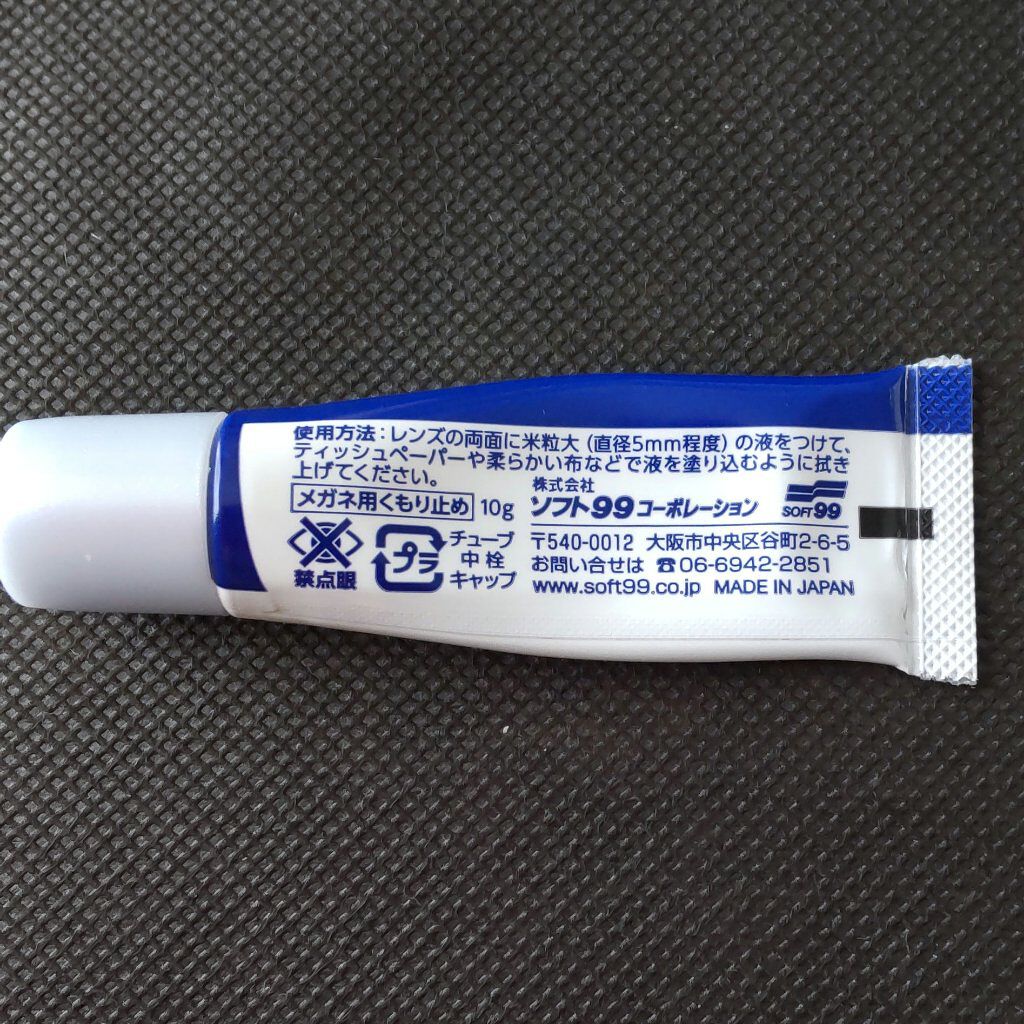 使用方法：レンズの両面に米粒大（直径5mm程度）の液をつけて、
ティッシュペーパーや柔らかい布などで液を塗り込むように拭き
上げてください。
メガネ用くもり止め 10g
禁点眼
プラ
チューブ
中栓
キャップ
株式会社
ソフト99コーポレーション
SOFT99
〒540-0012 大阪市中央区谷町2-6-5
お問い合せは ☎06-6942-2851
www.soft99.co.jp MADE IN JAPAN